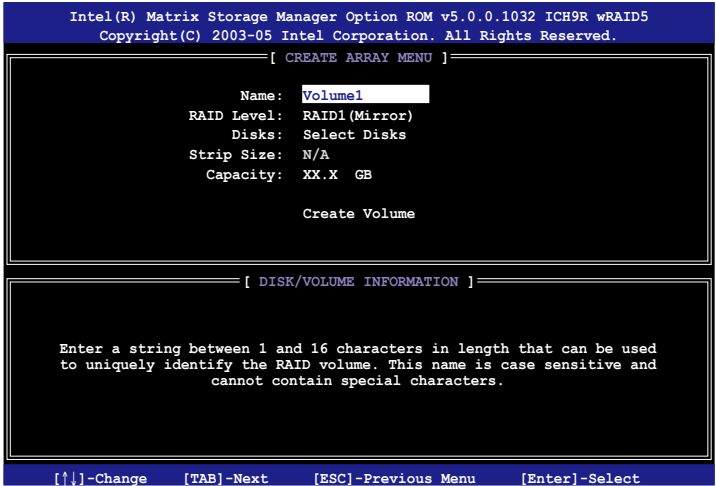 Intel(R) Matrix Storage Manager Option ROM v5.0.0.1032 ICH9R wRAID5
Copyright(C) 2003-05 Intel Corporation. All Rights Reserved.
[ CREATE ARRAY MENU ]
Name: Volume1
RAID Level: RAID1(Mirror)
Disks: Select Disks
Strip Size: N/A
Capacity: XX.X GB
Create Volume
[ DISK/VOLUME INFORMATION ]
Enter a string between 1 and 16 characters in length that can be used
to uniquely identify the RAID volume. This name is case sensitive and
cannot contain special characters.
[↑↓]-Change [TAB]-Next [ESC]-Previous Menu [Enter]-Select